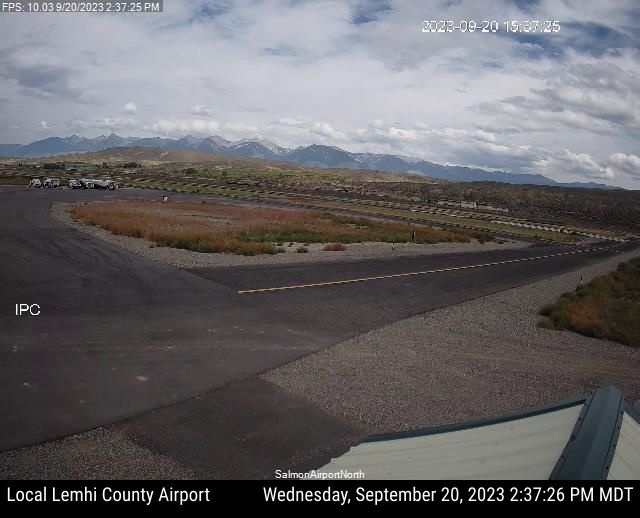 FPS: 10.03 9/20/2023 2:37:25 PM
2023-09-20 15:37:25
IPC
SalmonAirportNorth
Local Lemhi County Airport
Wednesday, September 20, 2023 2:37:26 PM MDT